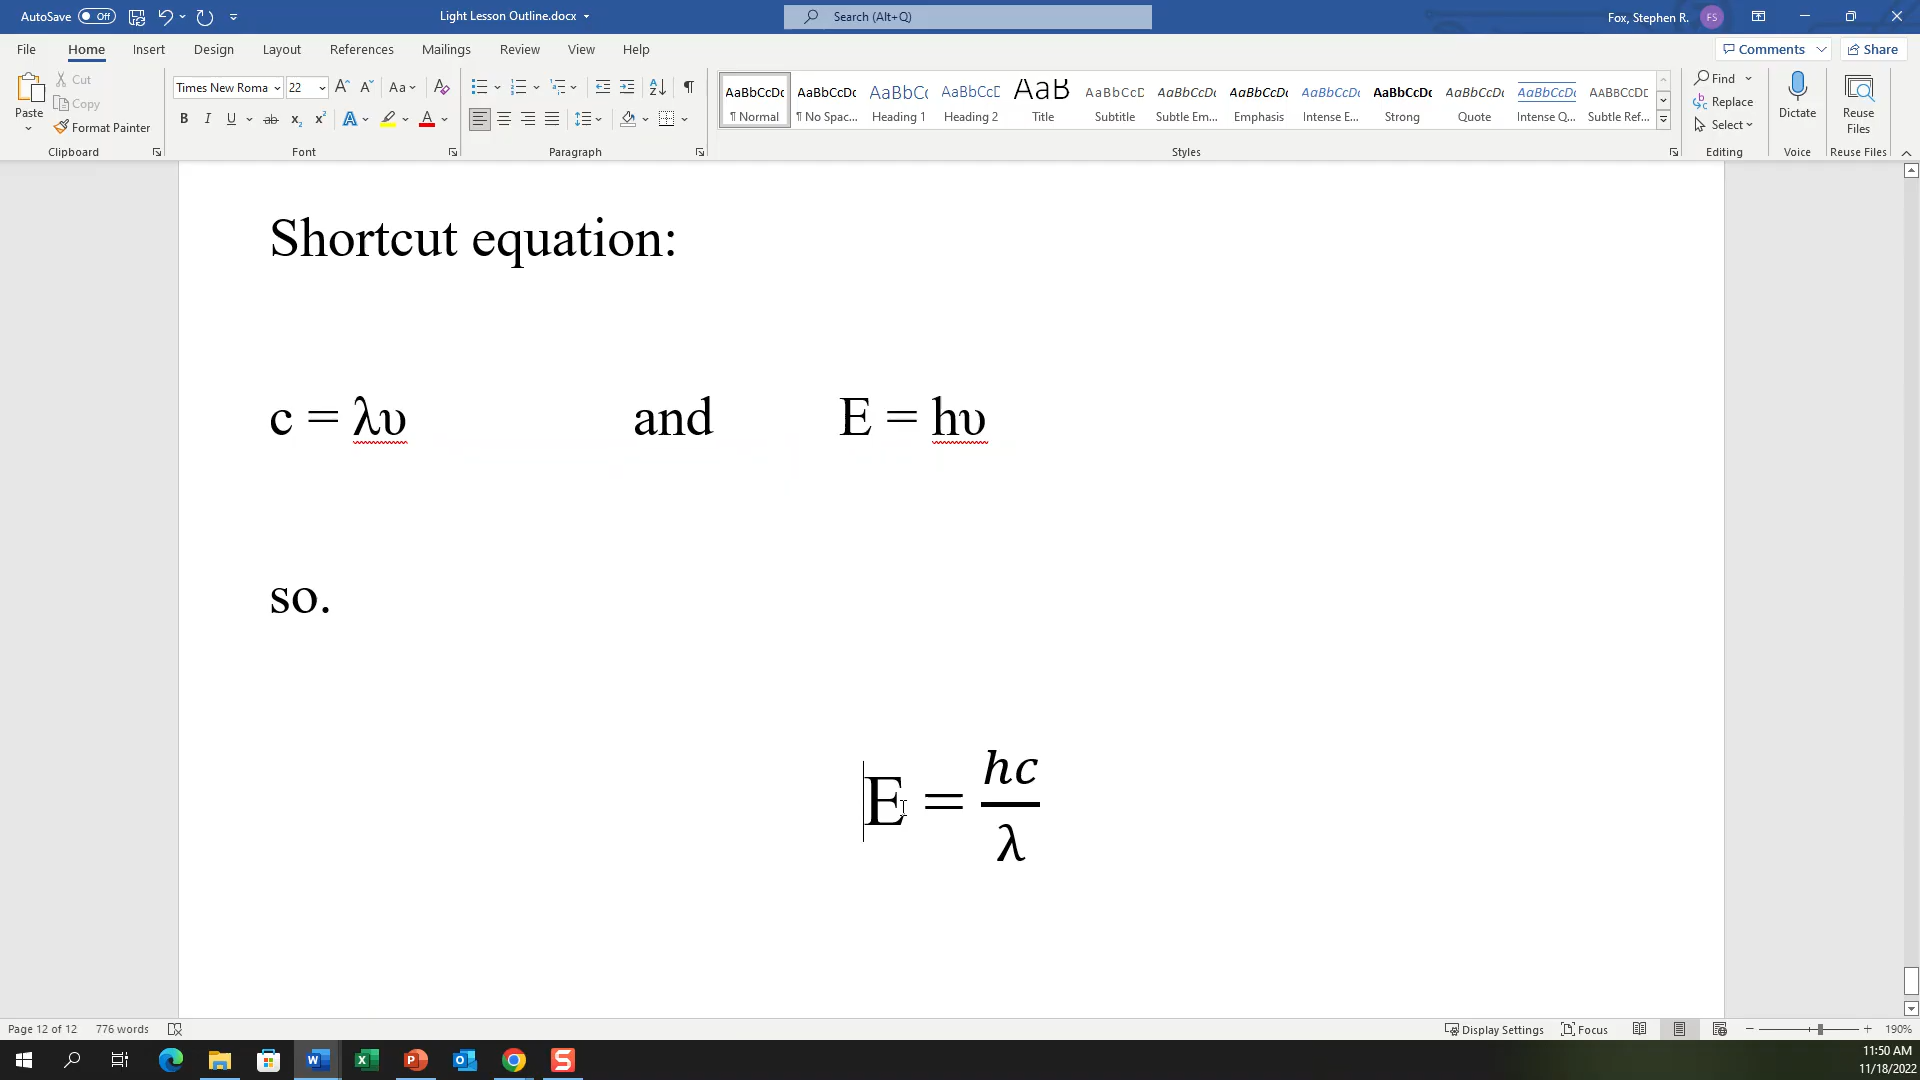 AutoSave Off Light Lesson Outline.docx Search (Alt+Q) Fox, Stephen R. FS
File Home Insert Design Layout References Mailings Review View Help Comments Share
Paste Cut Copy Format Painter
Clipboard
Times New Roma 22 Aa
B I U ab x₂ x² A A
Font
Paragraph
AaBbCcDc AaBbCcDc AaBbCc AaBbCcD AaB AaBbCcD AaBbCcDc AaBbCcDc AaBbCcDc AaBbCcDc AaBbCcDc AaBbCcDc AABBCCDE
¶ Normal ¶ No Spac... Heading 1 Heading 2 Title Subtitle Subtle Em... Emphasis Intense E... Strong Quote Intense Q... Subtle Ref...
Styles
Find
Replace
Select
Editing
Dictate
Voice
Reuse Files
Reuse Files
Shortcut equation:
c = λυ and E = hυ
so.
E = hc/λ
Page 12 of 12 776 words Display Settings Focus 190%
11:50 AM
11/18/2022